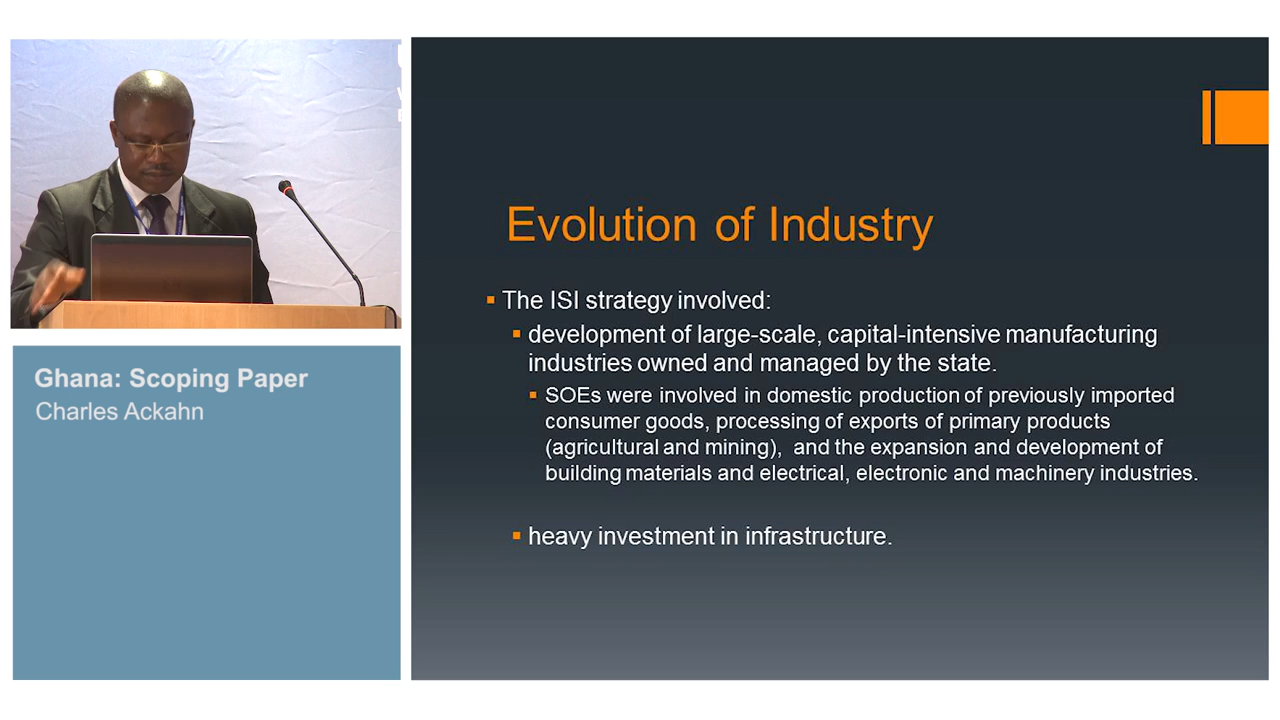 Ghana: Scoping Paper
Charles Ackahn
Evolution of Industry
The ISI strategy involved:
development of large-scale, capital-intensive manufacturing
industries owned and managed by the state.
SOEs were involved in domestic production of previously imported
consumer goods, processing of exports of primary products
(agricultural and mining), and the expansion and development of
building materials and electrical, electronic and machinery industries.
heavy investment in infrastructure.